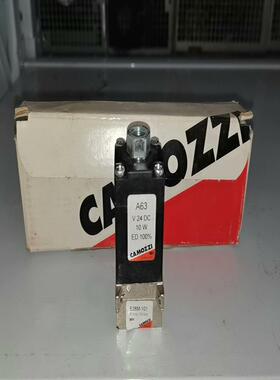 CAMOZZI
A63
V 24 DC
10 W
ED 100%
CAMOZZI